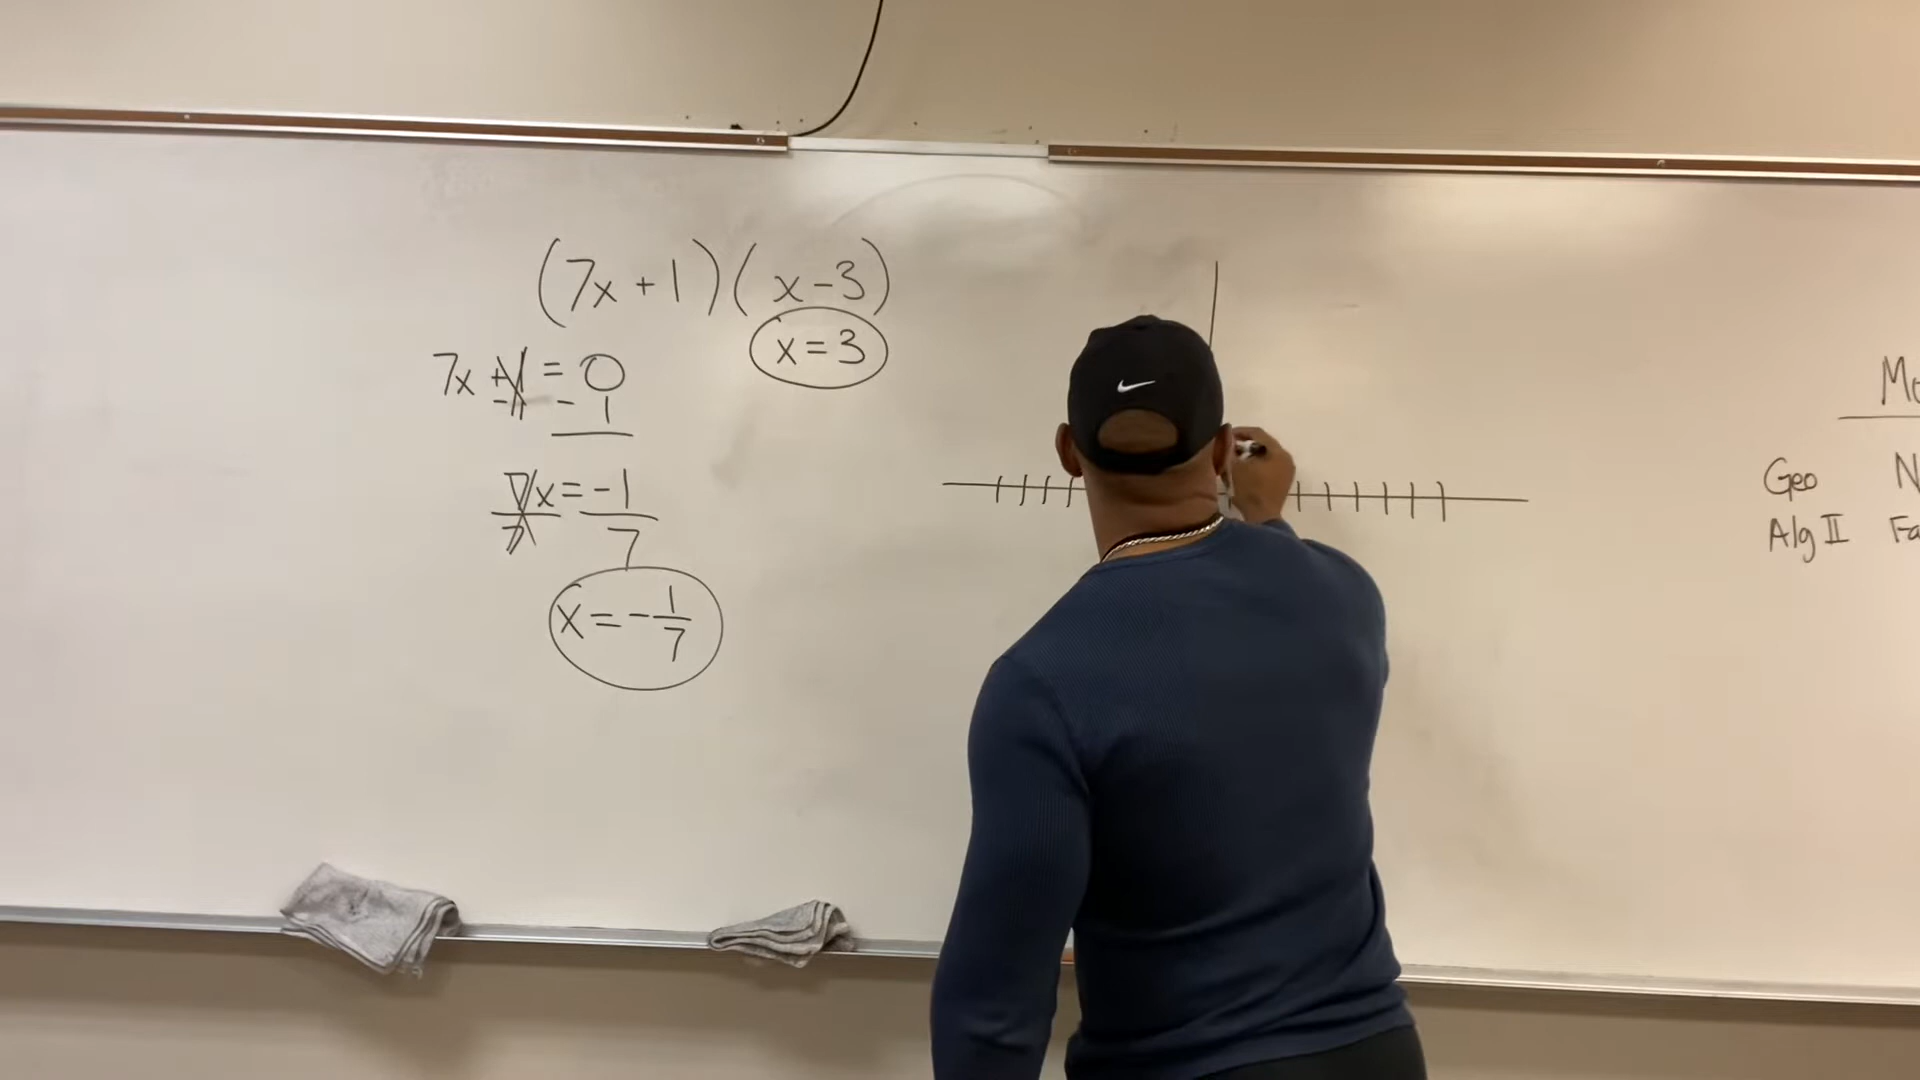 (7x+1)(x-3)
x=3
7x+1=0
-1 -1
7x=-1
7 7
x=-1/7
Geo
Alg II